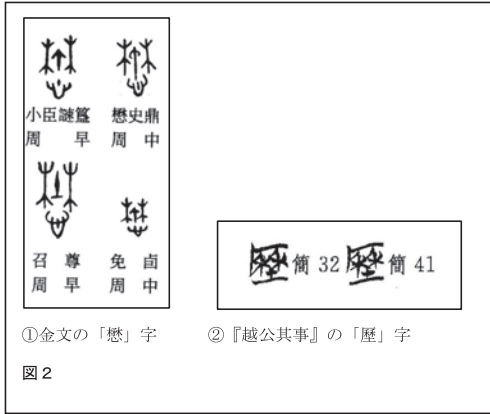 小臣謎簋 懋史鼎
周早 周中
召尊 免卣
周早 周中
簡 32 簡 41
①金文の「懋」字 ②『越公其事』の「歷」字
図2